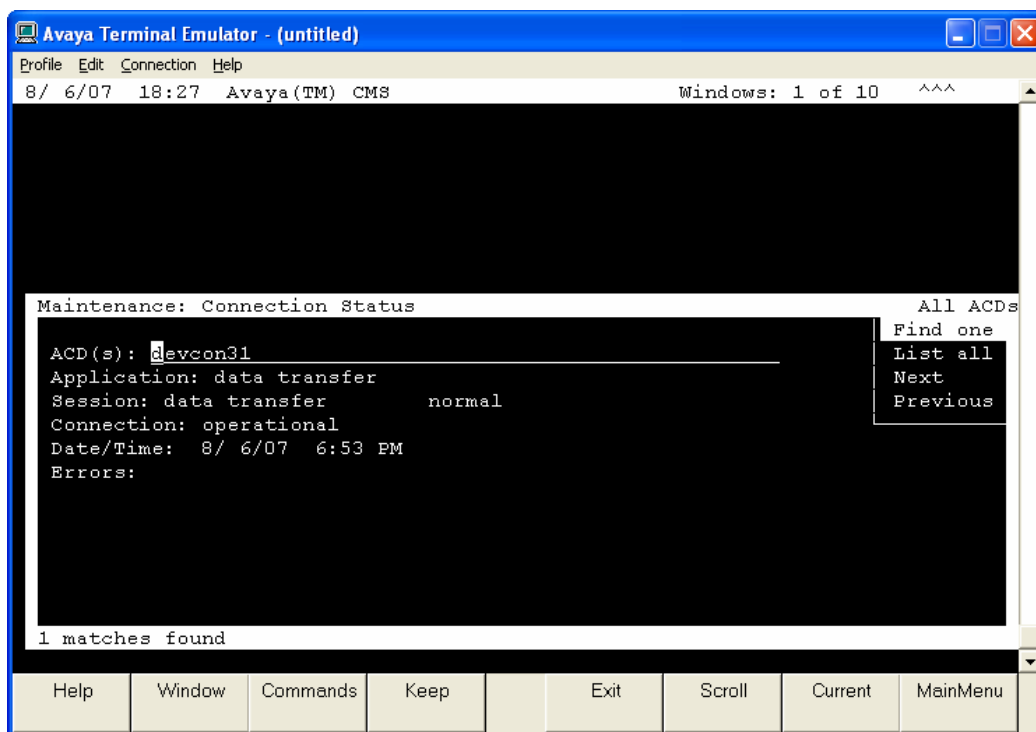 Avaya Terminal Emulator - (untitled)
Profile Edit Connection Help
8/ 6/07 18:27 Avaya(TM) CMS Windows: 1 of 10 ^^^
Maintenance: Connection Status All ACDs
Find one
ACD(s): devcon31 List all
Application: data transfer Next
Session: data transfer normal Previous
Connection: operational
Date/Time: 8/ 6/07 6:53 PM
Errors:
1 matches found
Help Window Commands Keep Exit Scroll Current MainMenu